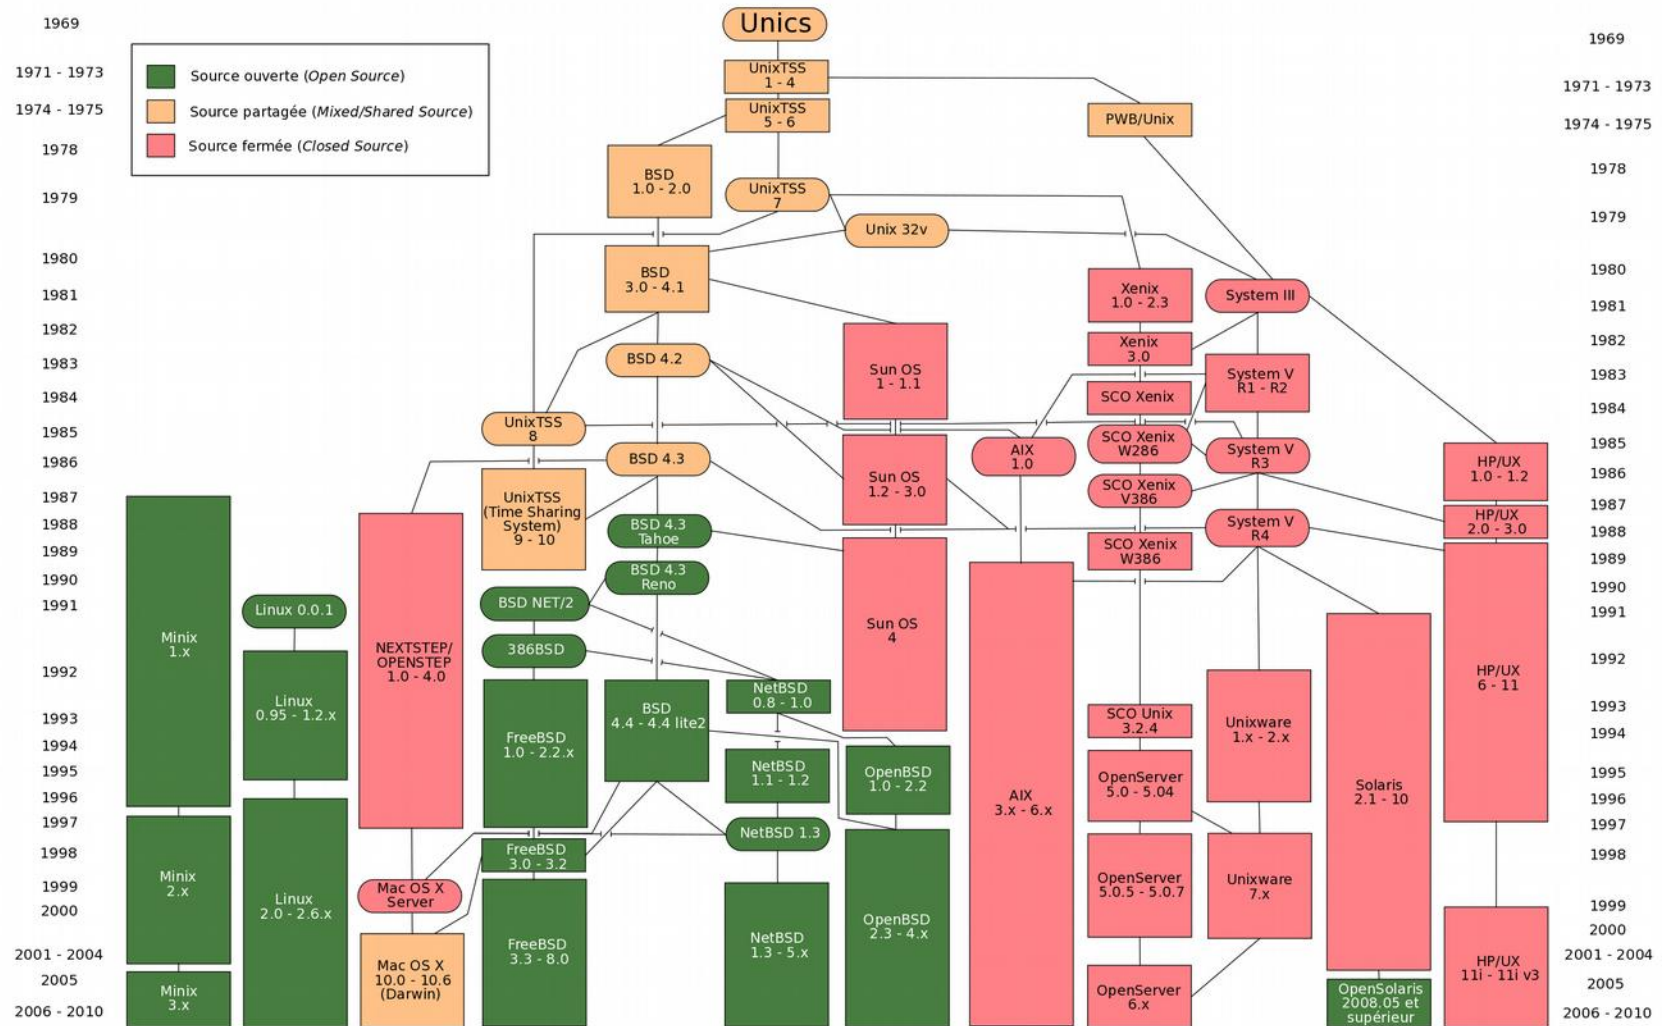 Unics
1969
1969
Source ouverte (Open Source)
Source partagée (Mixed/Shared Source)
Source fermée (Closed Source)
1971 - 1973
UnixTSS
1 - 4
1971 - 1973
1974 - 1975
UnixTSS
5 - 6
PWB/Unix
1974 - 1975
1978
BSD
1.0 - 2.0
1978
1979
UnixTSS
7
Unix 32v
1979
1980
BSD
3.0 - 4.1
1980
1981
Xenix
1.0 - 2.3
System III
1981
1982
Xenix
3.0
1982
1983
BSD 4.2
Sun OS
1 - 1.1
System V
R1 - R2
1983
1984
SCO Xenix
1984
1985
UnixTSS
8
SCO Xenix
W286
1985
1986
BSD 4.3
AIX
1.0
System V
R3
HP/UX
1.0 - 1.2
1986
Sun OS
1.2 - 3.0
SCO Xenix
V386
1987
UnixTSS
(Time Sharing
System)
9 - 10
1987
1988
BSD 4.3
Tahoe
System V
R4
HP/UX
2.0 - 3.0
1988
1989
SCO Xenix
W386
1989
1990
BSD 4.3
Reno
1990
1991
Linux 0.0.1
BSD NET/2
1991
Minix
1.x
NEXTSTEP/
OPENSTEP
1.0 - 4.0
386BSD
Sun OS
4
1992
1992
HP/UX
6 - 11
Linux
0.95 - 1.2.x
BSD
4.4 - 4.4 lite2
NetBSD
0.8 - 1.0
1993
SCO Unix
3.2.4
1993
1994
FreeBSD
1.0 - 2.2.x
Unixware
1.x - 2.x
1994
1995
NetBSD
1.1 - 1.2
OpenBSD
1.0 - 2.2
OpenServer
5.0 - 5.04
Solaris
2.1 - 10
1995
1996
AIX
3.x - 6.x
1996
1997
NetBSD 1.3
1997
1998
FreeBSD
3.0 - 3.2
1998
Minix
2.x
Mac OS X
Server
OpenServer
5.0.5 - 5.0.7
Unixware
7.x
1999
1999
Linux
2.0 - 2.6.x
2000
OpenBSD
2.3 - 4.x
2000
2001 - 2004
FreeBSD
3.3 - 8.0
NetBSD
1.3 - 5.x
2001 - 2004
Mac OS X
10.0 - 10.6
(Darwin)
HP/UX
11i - 11i v3
2005
Minix
3.x
OpenServer
6.x
OpenSolaris
2008.05 et
supérieur
2005
2006 - 2010
2006 - 2010